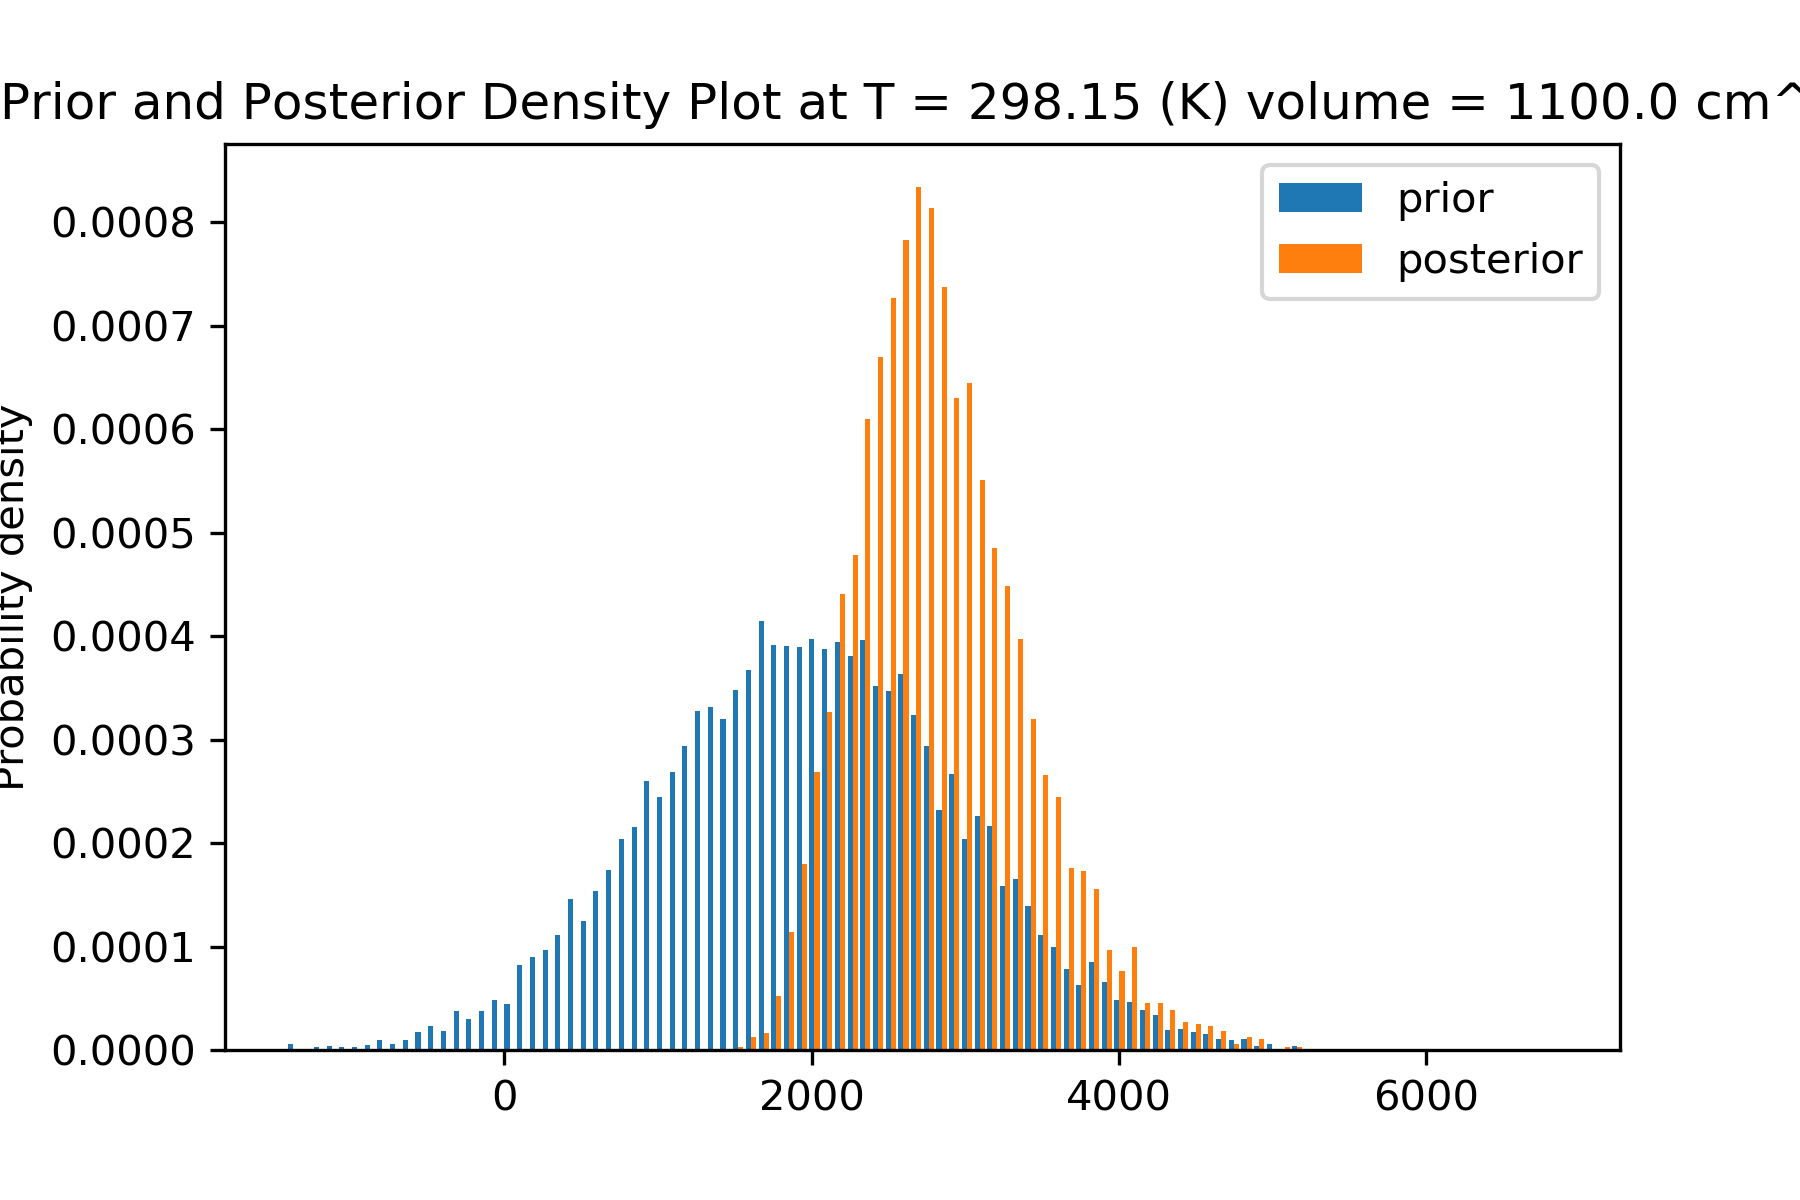 Prior and Posterior Density Plot at T = 298.15 (K) volume = 1100.0 cm^
prior
posterior
Probability density
0.0008
0.0007
0.0006
0.0005
0.0004
0.0003
0.0002
0.0001
0.0000
0 2000 4000 6000